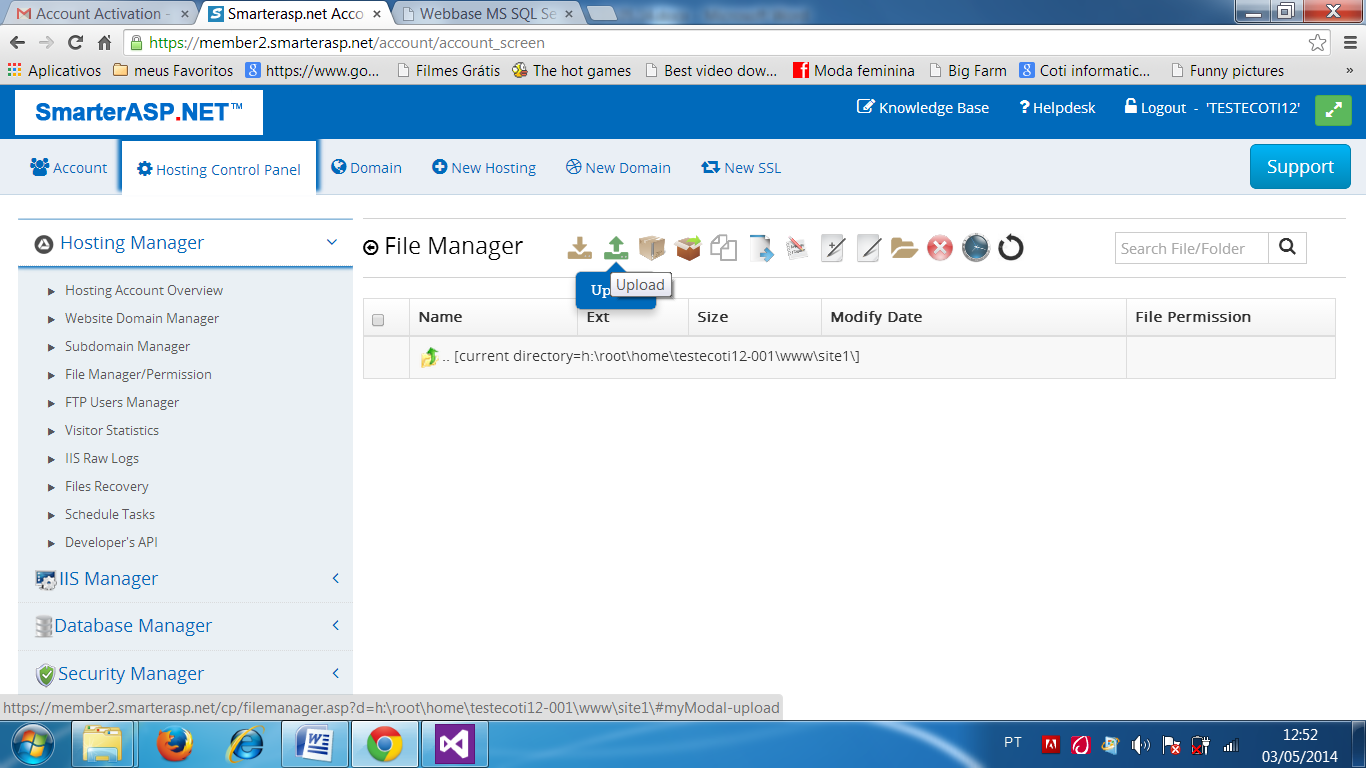 Account Activation -
Smarterasp.net Acco
Webbase MS SQL Se
https://member2.smarterasp.net/account/account_screen
Aplicativos
meus Favoritos
https://www.go...
Filmes Grátis
The hot games
Best video dow...
Moda feminina
Big Farm
Coti informatic...
Funny pictures
»
SmarterASP.NET™
Knowledge Base
Helpdesk
Logout - 'TESTECOTI12'
Account
Hosting Control Panel
Domain
New Hosting
New Domain
New SSL
Support
Hosting Manager
Hosting Account Overview
Website Domain Manager
Subdomain Manager
File Manager/Permission
FTP Users Manager
Visitor Statistics
IIS Raw Logs
Files Recovery
Schedule Tasks
Developer's API
IIS Manager
Database Manager
Security Manager
File Manager
Search File/Folder
Up
Upload
Name
Ext
Size
Modify Date
File Permission
.. [current directory=h:\root\home\testecoti12-001\www\site1\]
https://member2.smarterasp.net/cp/filemanager.asp?d=h:\root\home\testecoti12-001\www\site1\#myModal-upload
PT
12:52
03/05/2014